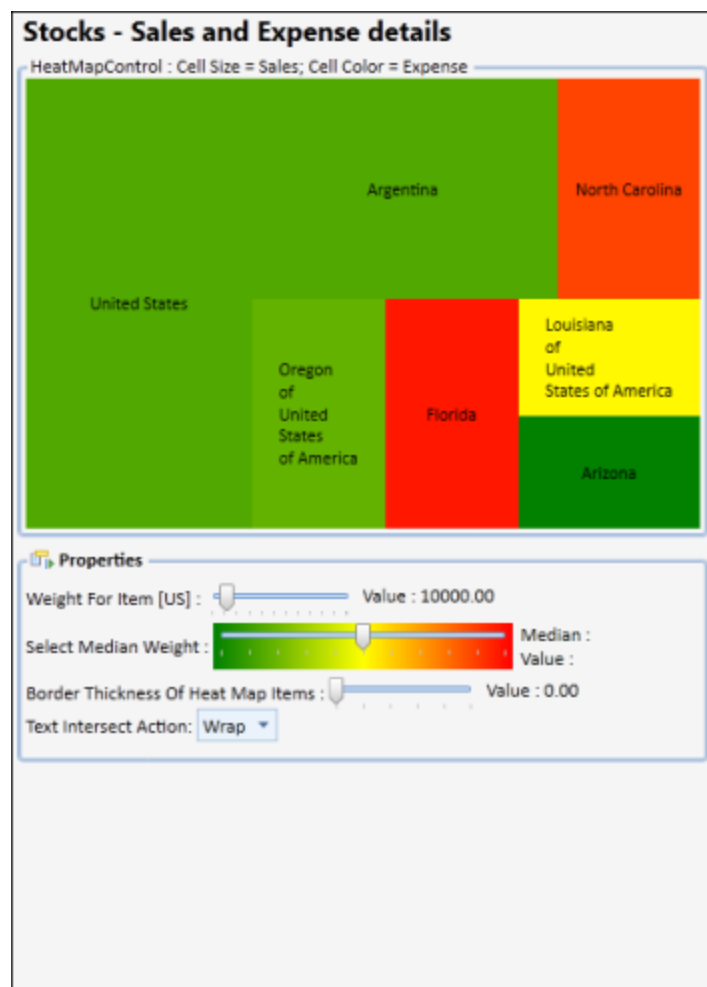 Stocks - Sales and Expense details
HeatMapControl : Cell Size = Sales; Cell Color = Expense
Argentina
North Carolina
United States
Louisiana
of
United
States of America
Oregon
of
United
States
of America
Florida
Arizona
Properties
Weight For Item [US] : Value : 10000.00
Select Median Weight : Median :
Value :
Border Thickness Of Heat Map Items : Value : 0.00
Text Intersect Action: Wrap